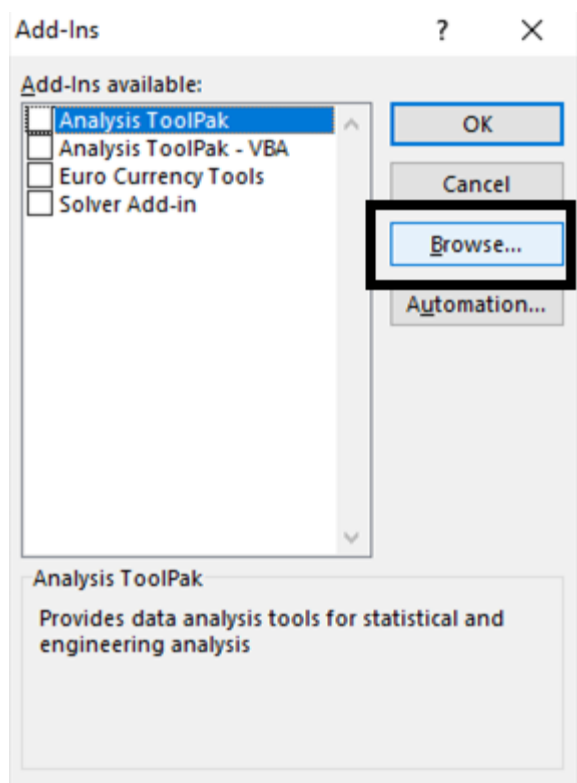 Add-Ins ?
Add-Ins available:
Analysis ToolPak
Analysis ToolPak - VBA
Euro Currency Tools
Solver Add-in
OK
Cancel
Browse...
Automation...
Analysis ToolPak
Provides data analysis tools for statistical and
engineering analysis